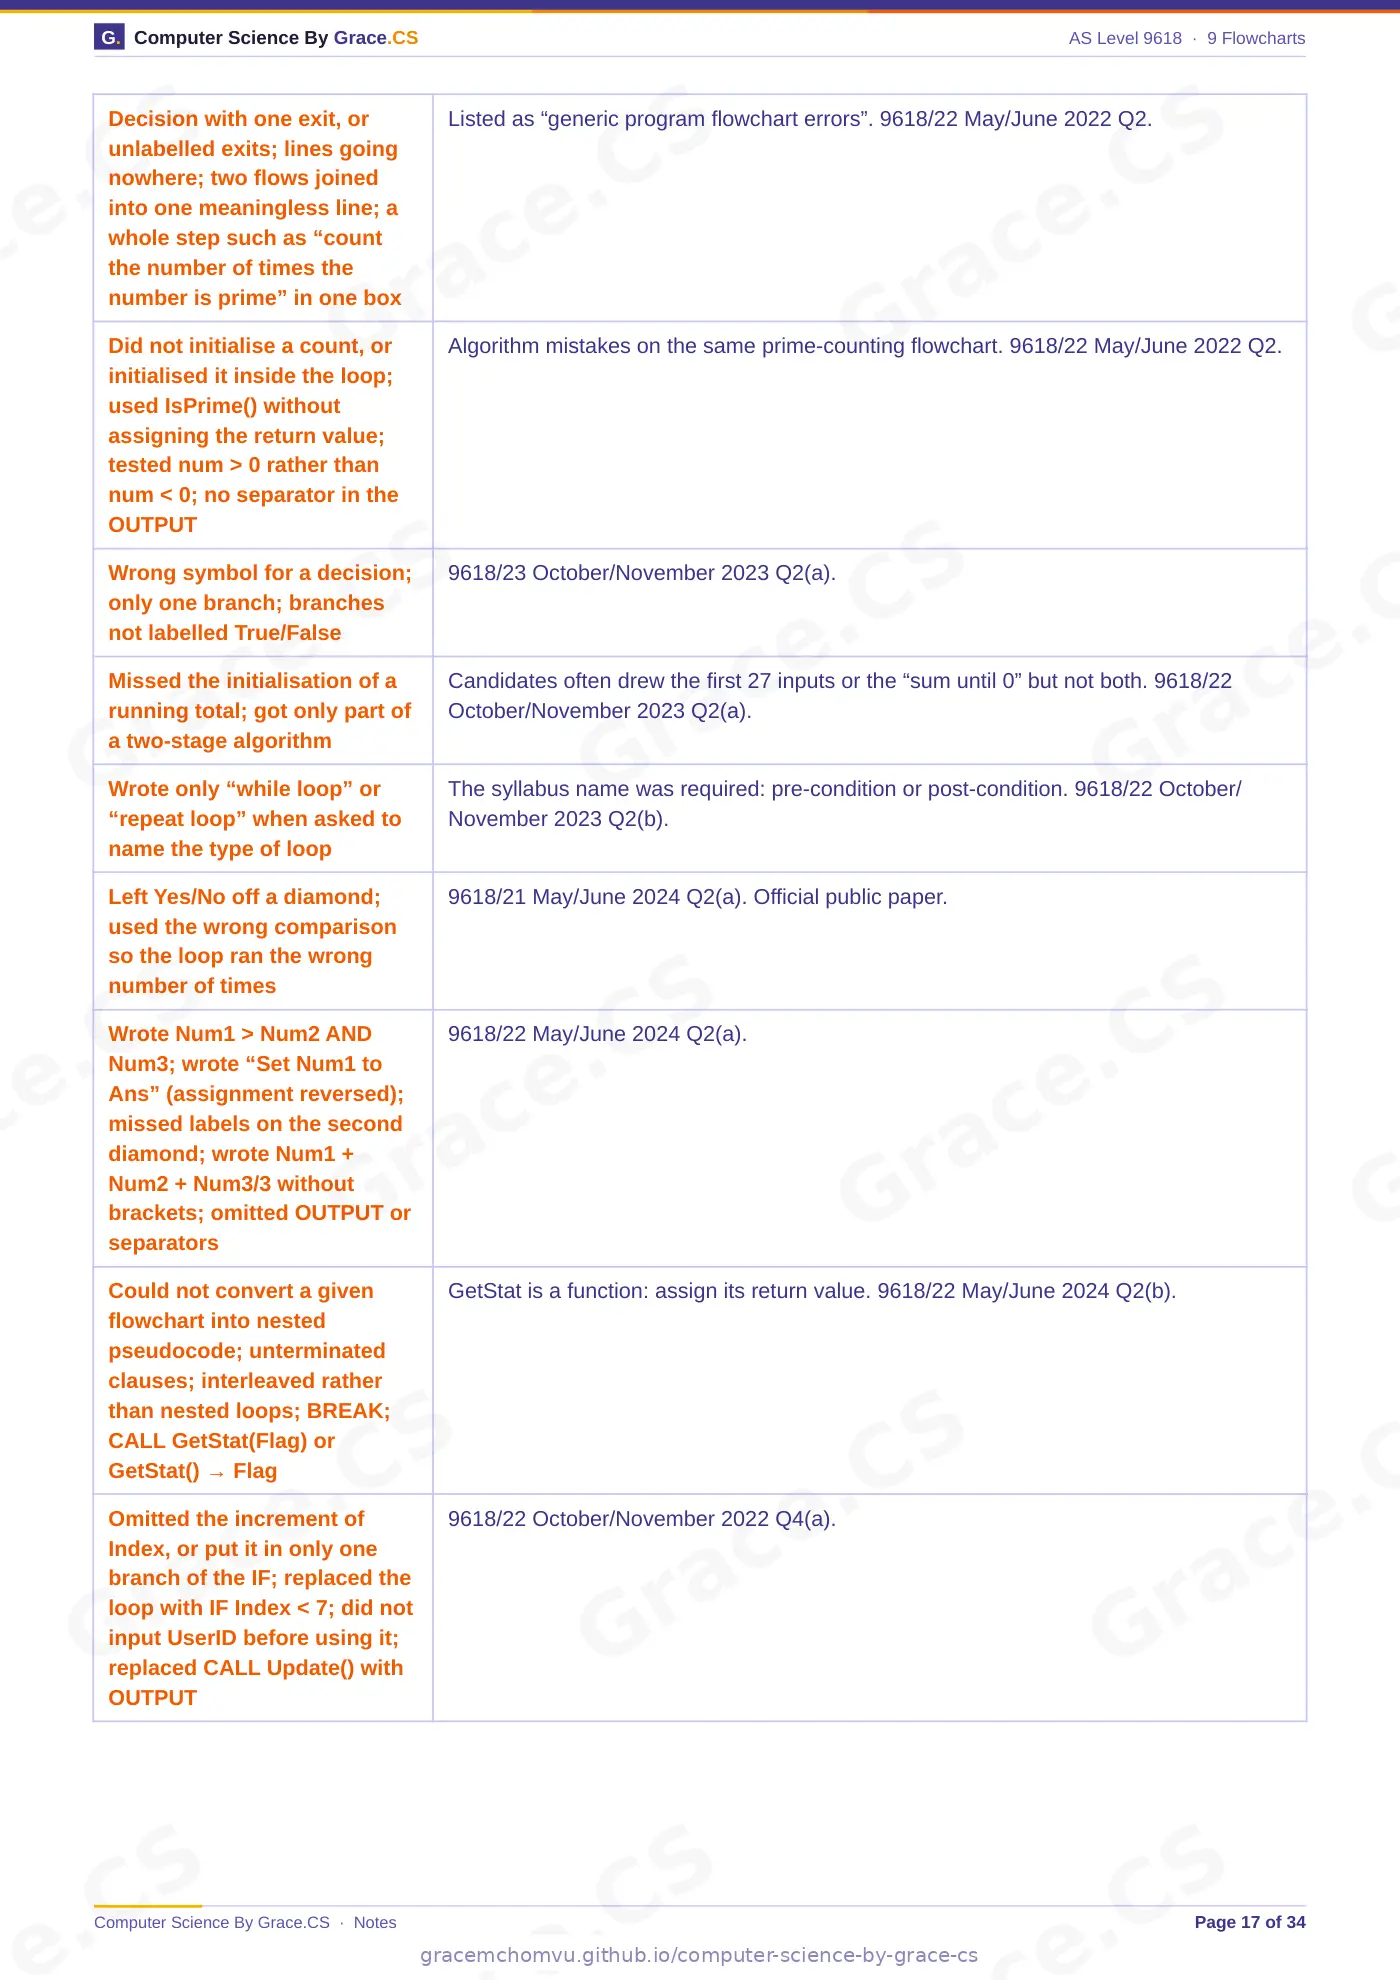 G. Computer Science By Grace.CS
AS Level 9618 · 9 Flowcharts
Decision with one exit, or
unlabelled exits; lines going
nowhere; two flows joined
into one meaningless line; a
whole step such as “count
the number of times the
number is prime” in one box
Listed as “generic program flowchart errors”. 9618/22 May/June 2022 Q2.
Did not initialise a count, or
initialised it inside the loop;
used IsPrime() without
assigning the return value;
tested num > 0 rather than
num < 0; no separator in the
OUTPUT
Algorithm mistakes on the same prime-counting flowchart. 9618/22 May/June 2022 Q2.
Wrong symbol for a decision;
only one branch; branches
not labelled True/False
9618/23 October/November 2023 Q2(a).
Missed the initialisation of a
running total; got only part of
a two-stage algorithm
Candidates often drew the first 27 inputs or the “sum until 0” but not both. 9618/22
October/November 2023 Q2(a).
Wrote only “while loop” or
“repeat loop” when asked to
name the type of loop
The syllabus name was required: pre-condition or post-condition. 9618/22 October/
November 2023 Q2(b).
Left Yes/No off a diamond;
used the wrong comparison
so the loop ran the wrong
number of times
9618/21 May/June 2024 Q2(a). Official public paper.
Wrote Num1 > Num2 AND
Num3; wrote “Set Num1 to
Ans” (assignment reversed);
missed labels on the second
diamond; wrote Num1 +
Num2 + Num3/3 without
brackets; omitted OUTPUT or
separators
9618/22 May/June 2024 Q2(a).
Could not convert a given
flowchart into nested
pseudocode; unterminated
clauses; interleaved rather
than nested loops; BREAK;
CALL GetStat(Flag) or
GetStat() → Flag
GetStat is a function: assign its return value. 9618/22 May/June 2024 Q2(b).
Omitted the increment of
Index, or put it in only one
branch of the IF; replaced the
loop with IF Index < 7; did not
input UserID before using it;
replaced CALL Update() with
OUTPUT
9618/22 October/November 2022 Q4(a).
Computer Science By Grace.CS · Notes
Page 17 of 34
gracemchomvu.github.io/computer-science-by-grace-cs